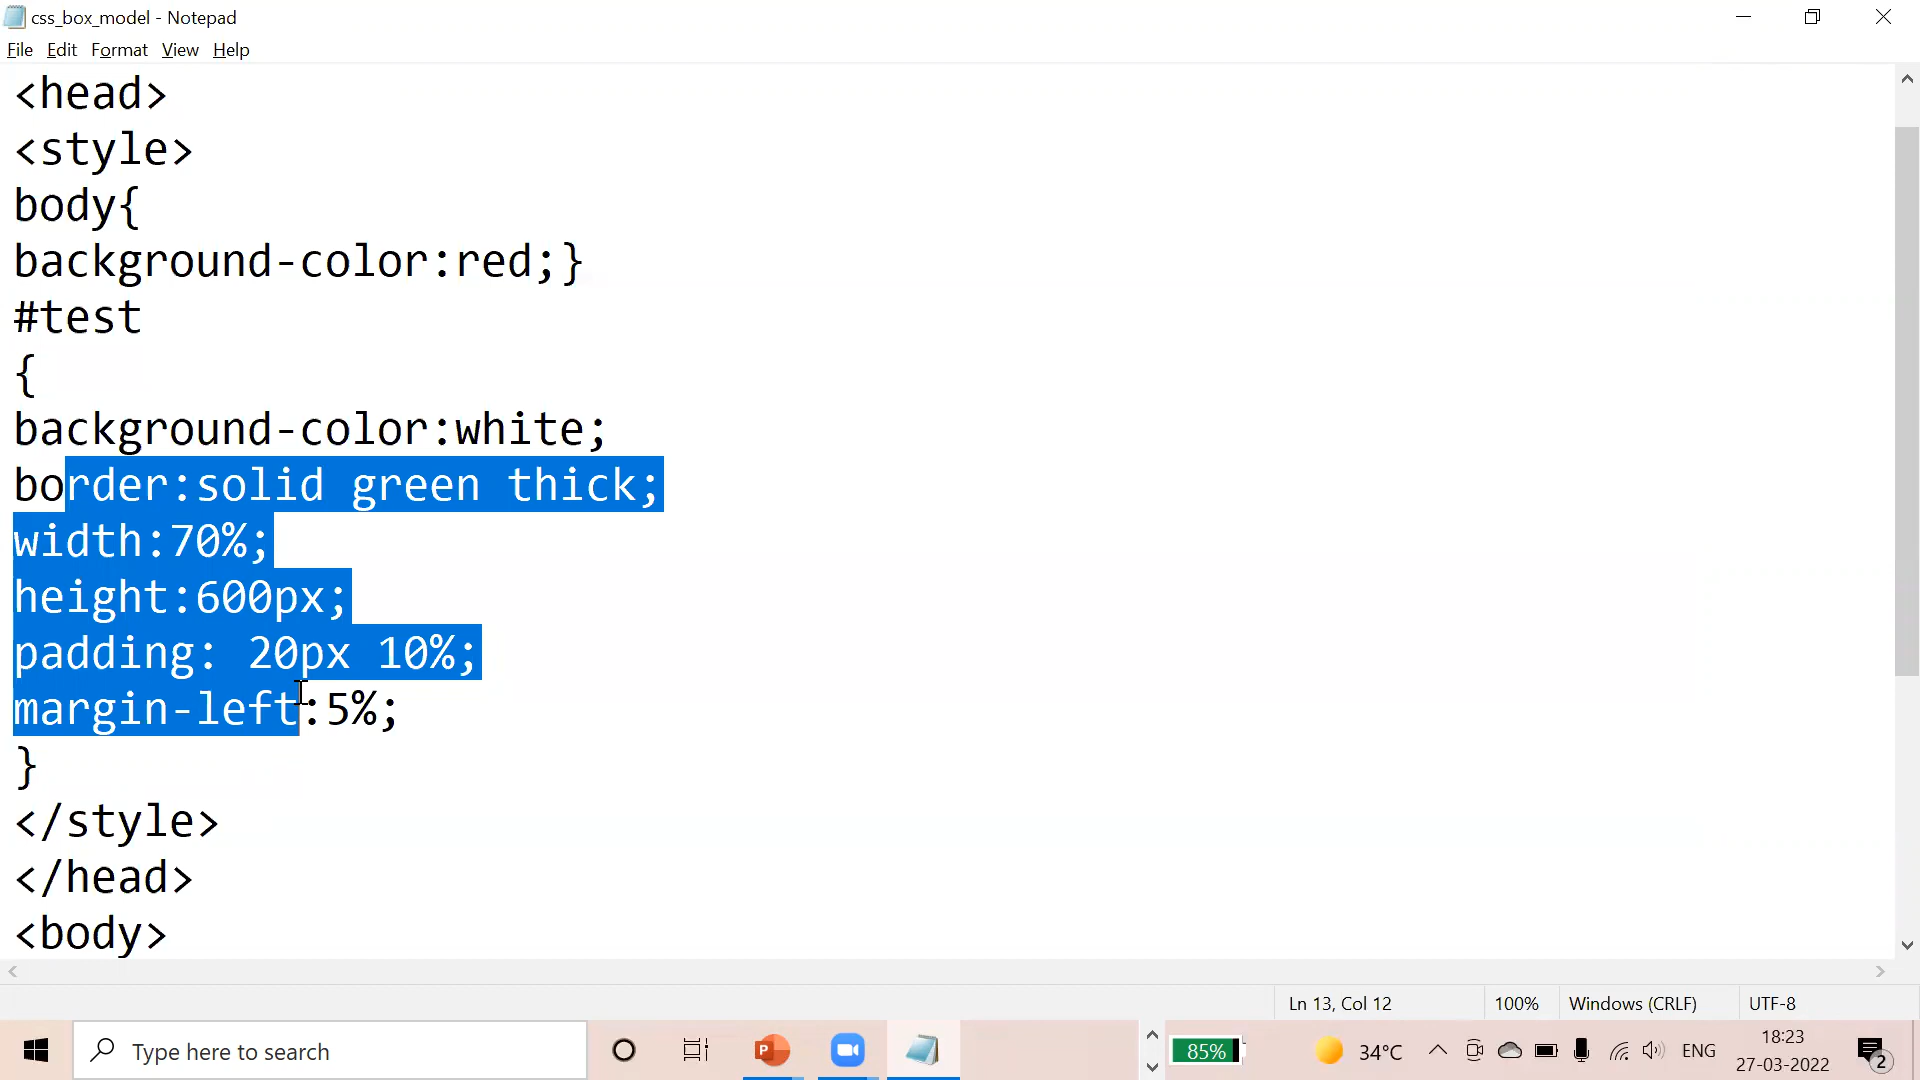 css_box_model - Notepad
File Edit Format View Help
<head>
<style>
body{
background-color:red;}
#test
{
background-color:white;
border:solid green thick;
width:70%;
height:600px;
padding: 20px 10%;
margin-left:5%;
}
</style>
</head>
<body>
Ln 13, Col 12 100% Windows (CRLF) UTF-8
Type here to search 85% 34°C ENG 18:23
27-03-2022 2